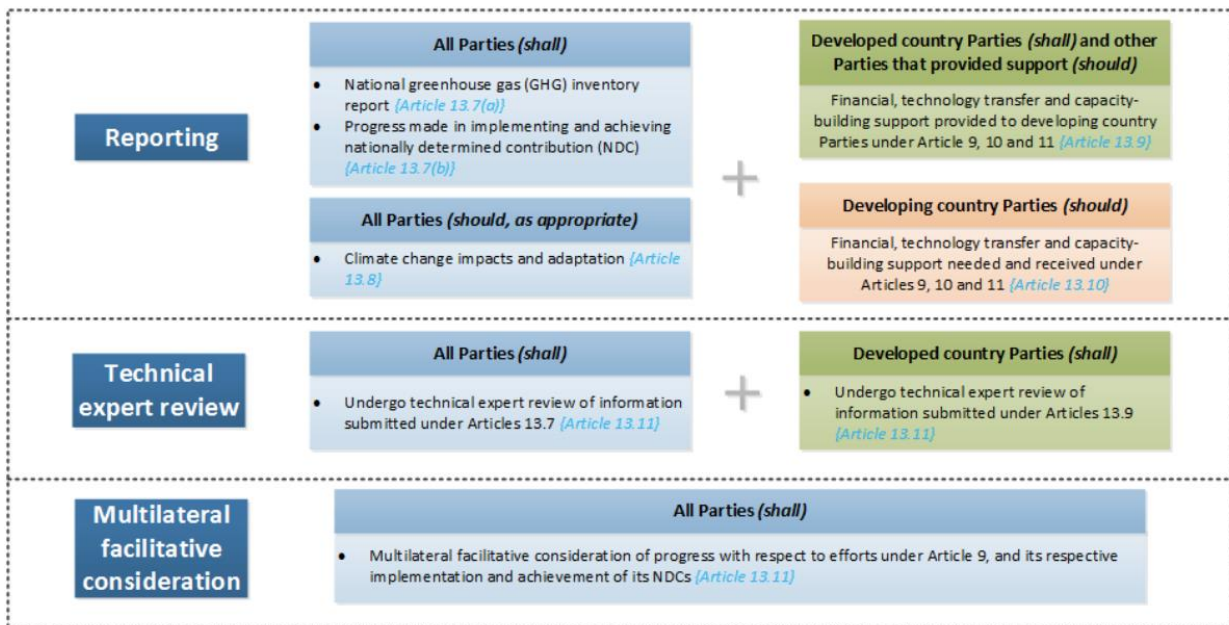 Reporting
All Parties (shall)
• National greenhouse gas (GHG) inventory
report {Article 13.7(a)}
• Progress made in implementing and achieving
nationally determined contribution (NDC)
{Article 13.7(b)}
All Parties (should, as appropriate)
• Climate change impacts and adaptation {Article
13.8}
+
Developed country Parties (shall) and other
Parties that provided support (should)
Financial, technology transfer and capacity-
building support provided to developing country
Parties under Article 9, 10 and 11 {Article 13.9}
Developing country Parties (should)
Financial, technology transfer and capacity-
building support needed and received under
Articles 9, 10 and 11 {Article 13.10}
Technical
expert review
All Parties (shall)
• Undergo technical expert review of information
submitted under Articles 13.7 {Article 13.11}
+
Developed country Parties (shall)
• Undergo technical expert review of
information submitted under Articles 13.9
{Article 13.11}
Multilateral
facilitative
consideration
All Parties (shall)
• Multilateral facilitative consideration of progress with respect to efforts under Article 9, and its respective
implementation and achievement of its NDCs {Article 13.11}